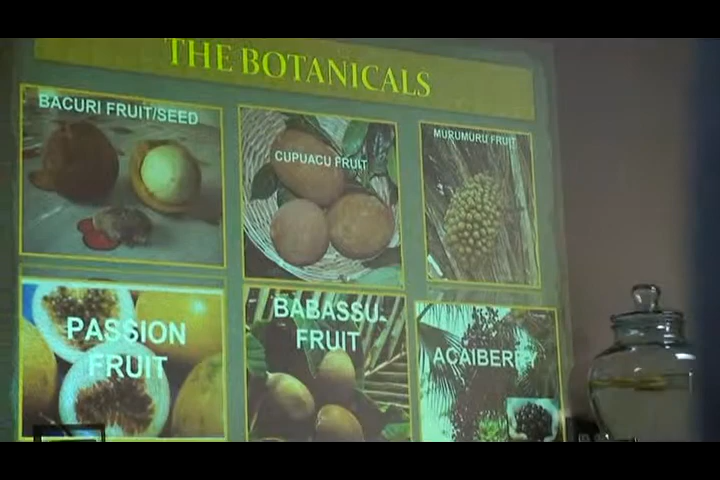 THE BOTANICALS
BACURI FRUIT/SEED
CUPUACU FRUIT
MURUMURU FRUIT
PASSION
FRUIT
BABASSU
FRUIT
ACAIBERRY